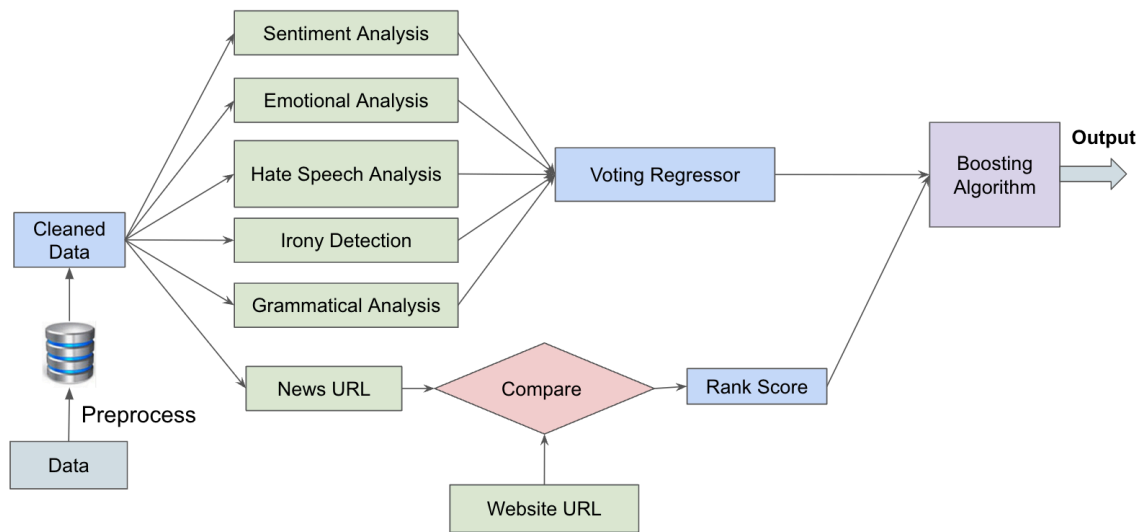 Sentiment Analysis
Emotional Analysis
Hate Speech Analysis
Irony Detection
Grammatical Analysis
News URL
Cleaned
Data
Preprocess
Data
Voting Regressor
Compare
Rank Score
Website URL
Boosting
Algorithm
Output